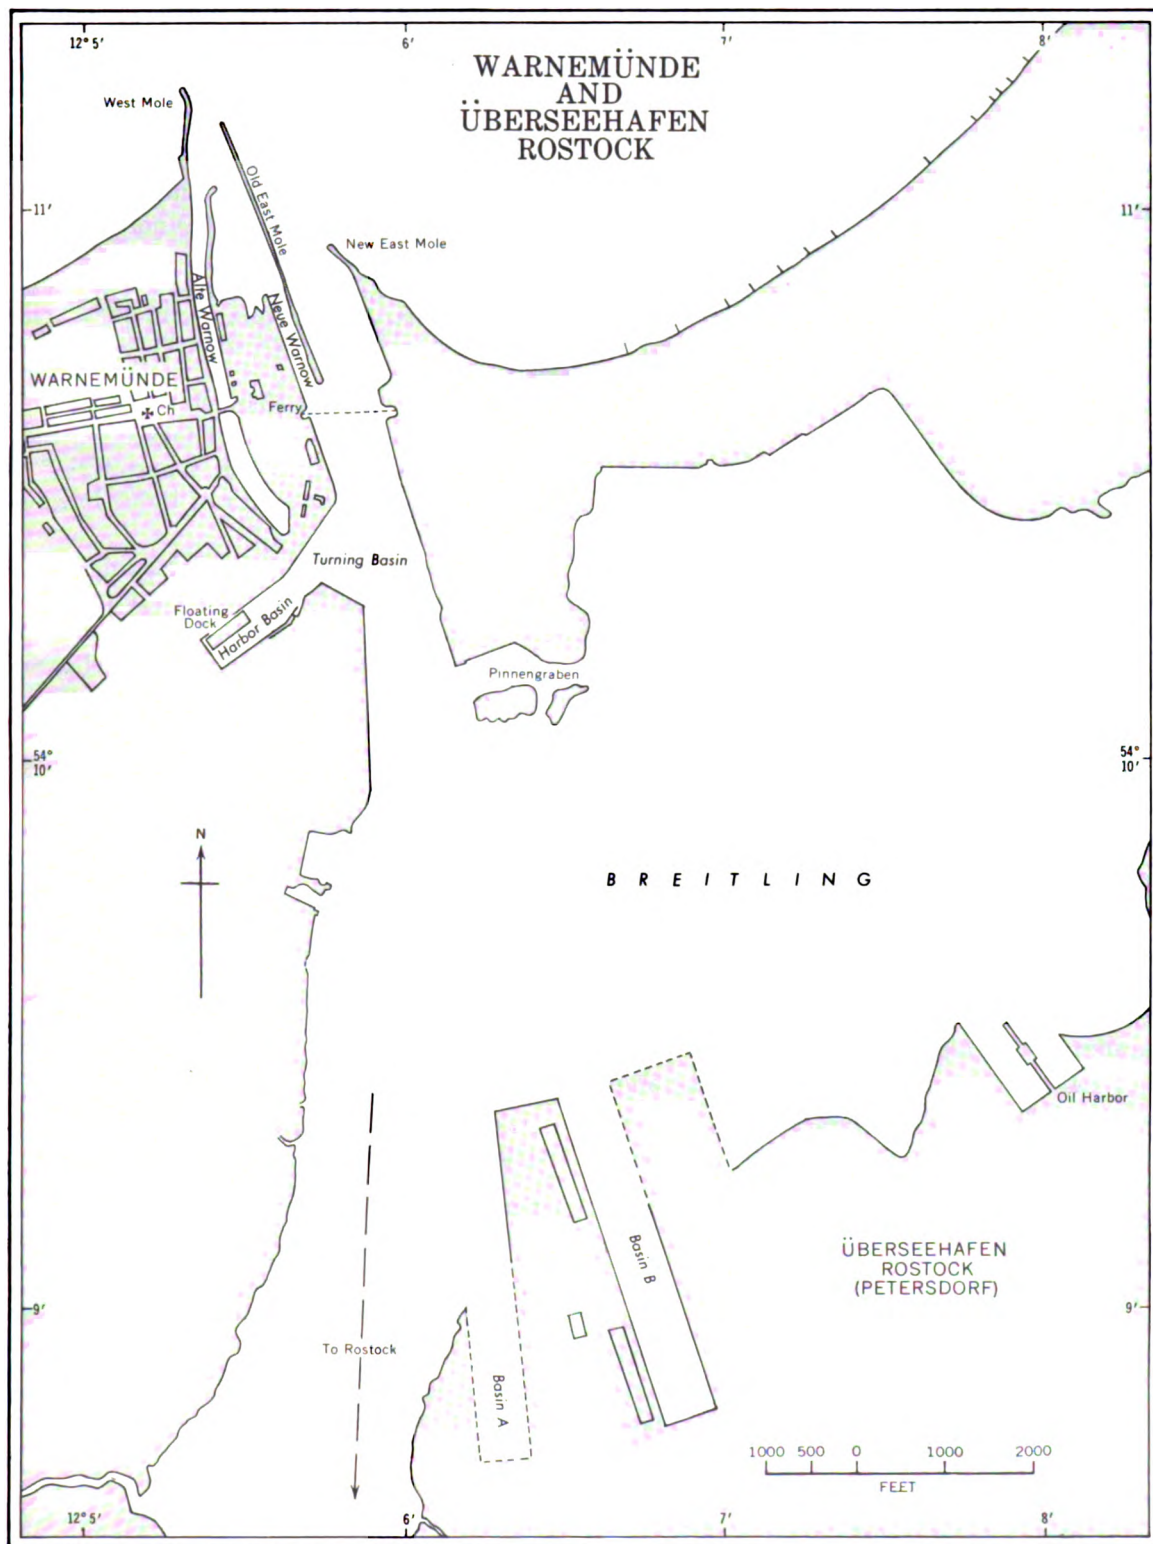 12° 5′
6′
7′
8′
WARNEMÜNDE
AND
ÜBERSEEHAFEN
ROSTOCK
West Mole
Old East Mole
11′
11′
New East Mole
Alte Warnow
Neue Warnow
WARNEMÜNDE
Ch
Ferry
Turning Basin
Floating
Dock
Harbor Basin
Pinnengraben
54°
10′
54°
10′
N
BREITLING
Oil Harbor
Basin B
ÜBERSEEHAFEN
ROSTOCK
(PETERSDORF)
9′
9′
To Rostock
Basin A
1000 500 0 1000 2000
FEET
12° 5′
6′
7′
8′